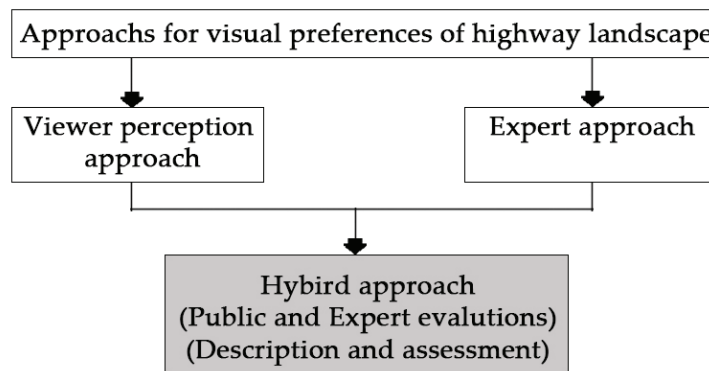 Approachs for visual preferences of highway landscape
Viewer perception
approach
Expert approach
Hybird approach
(Public and Expert evalutions)
(Description and assessment)